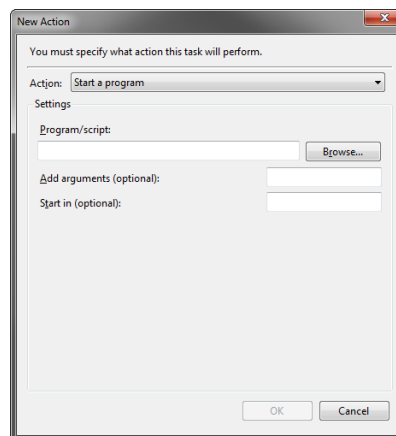 New Action
You must specify what action this task will perform.
Action: Start a program
Settings
Program/script:
Browse...
Add arguments (optional):
Start in (optional):
OK Cancel